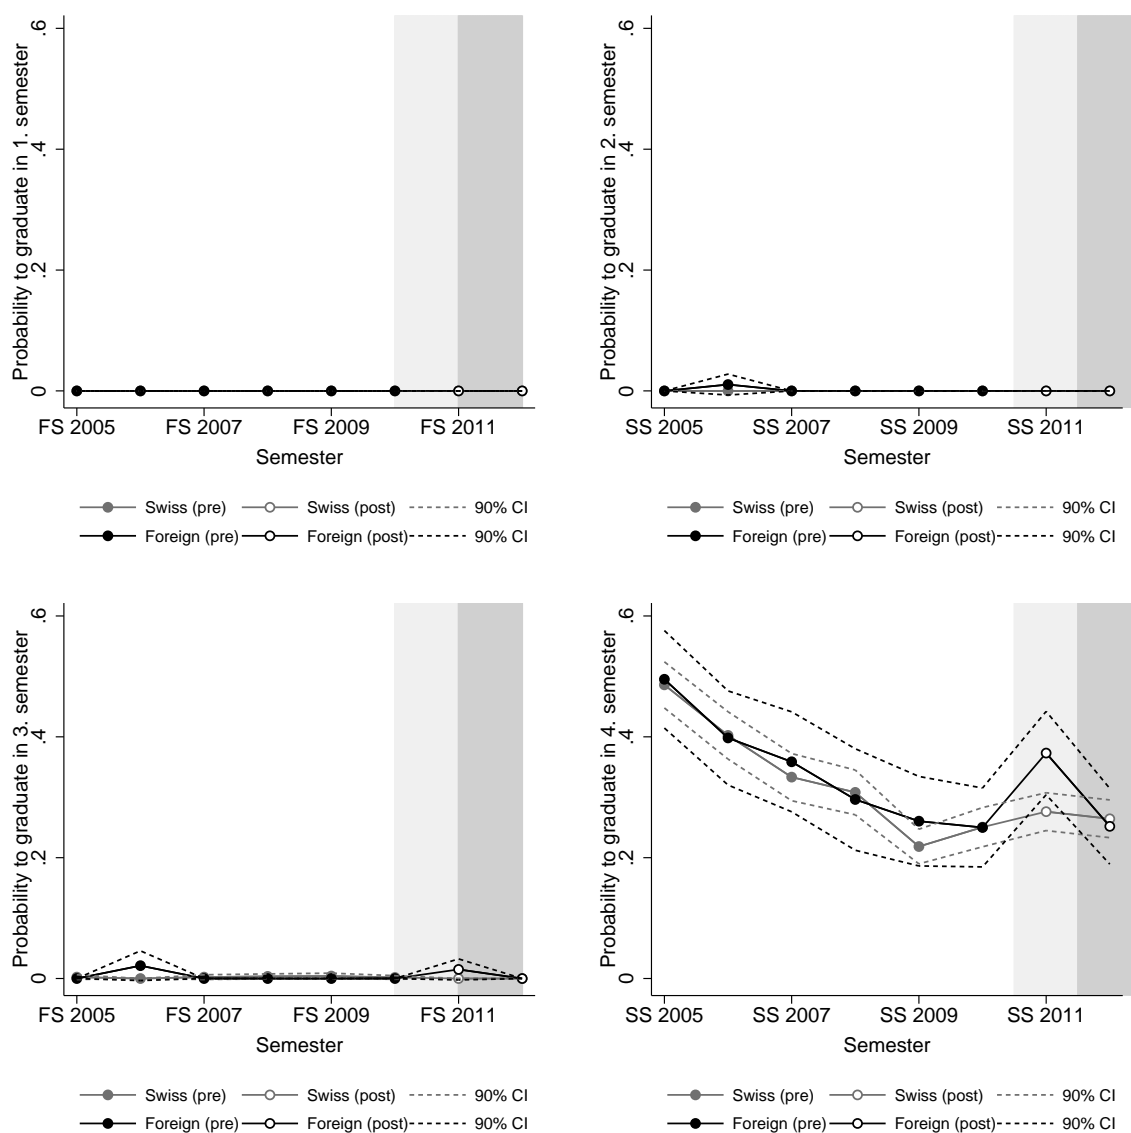 Probability to graduate in 1. semester
.6
.4
.2
0
FS 2005 FS 2007 FS 2009 FS 2011
Semester
Swiss (pre) Swiss (post) 90% CI
Foreign (pre) Foreign (post) 90% CI
Probability to graduate in 2. semester
.6
.4
.2
0
SS 2005 SS 2007 SS 2009 SS 2011
Semester
Swiss (pre) Swiss (post) 90% CI
Foreign (pre) Foreign (post) 90% CI
Probability to graduate in 3. semester
.6
.4
.2
0
FS 2005 FS 2007 FS 2009 FS 2011
Semester
Swiss (pre) Swiss (post) 90% CI
Foreign (pre) Foreign (post) 90% CI
Probability to graduate in 4. semester
.6
.4
.2
0
SS 2005 SS 2007 SS 2009 SS 2011
Semester
Swiss (pre) Swiss (post) 90% CI
Foreign (pre) Foreign (post) 90% CI